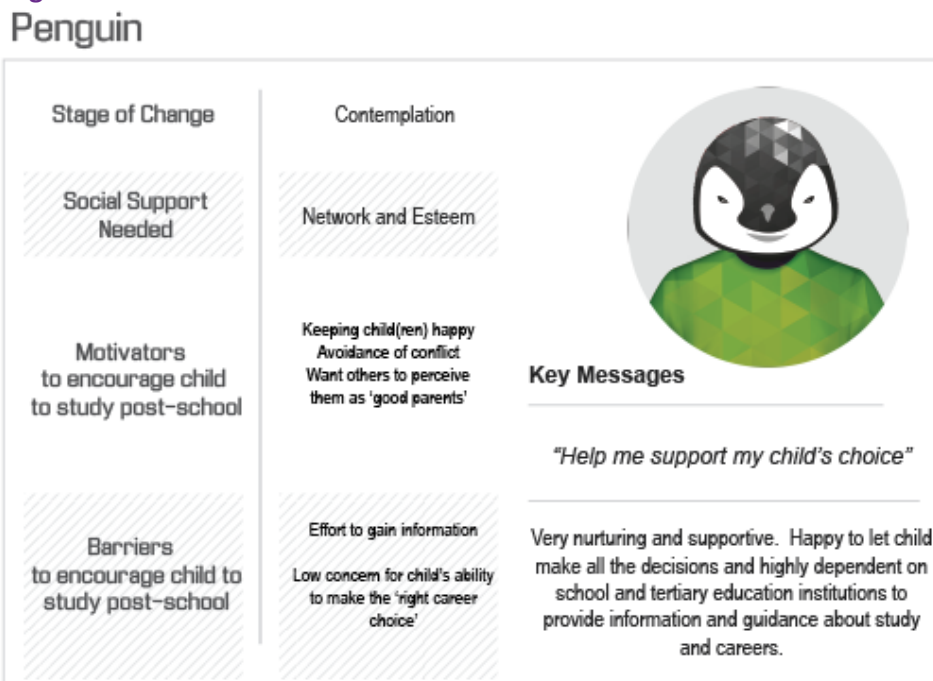 Penguin
Stage of Change
Contemplation
Social Support
Needed
Network and Esteem
Motivators
to encourage child
to study post-school
Keeping child(ren) happy
Avoidance of conflict
Want others to perceive
them as ‘good parents’
Barriers
to encourage child to
study post-school
Effort to gain information
Low concern for child’s ability
to make the ‘right career
choice’
Key Messages
“Help me support my child’s choice”
Very nurturing and supportive. Happy to let child
make all the decisions and highly dependent on
school and tertiary education institutions to
provide information and guidance about study
and careers.